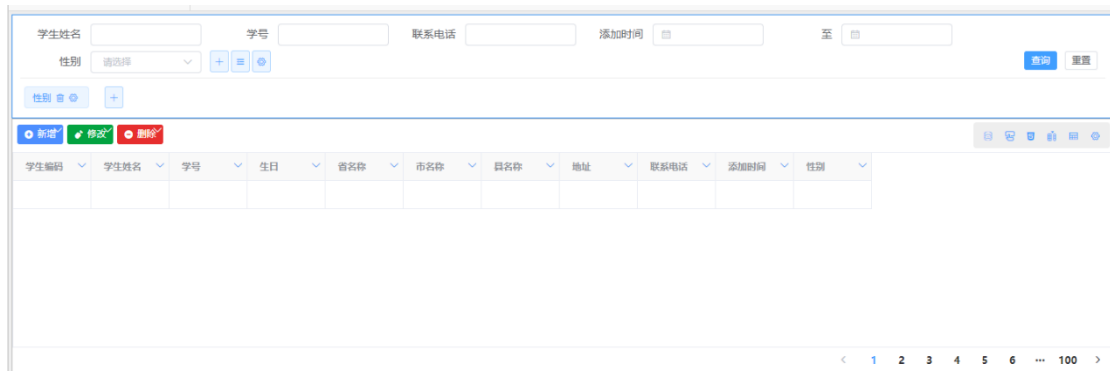 学生姓名 学号 联系电话 添加时间 至
性别 请选择 查询 重置
性别
新增 修改 删除
学生编码 学生姓名 学号 生日 省名称 市名称 县名称 地址 联系电话 添加时间 性别
1 2 3 4 5 6 ... 100